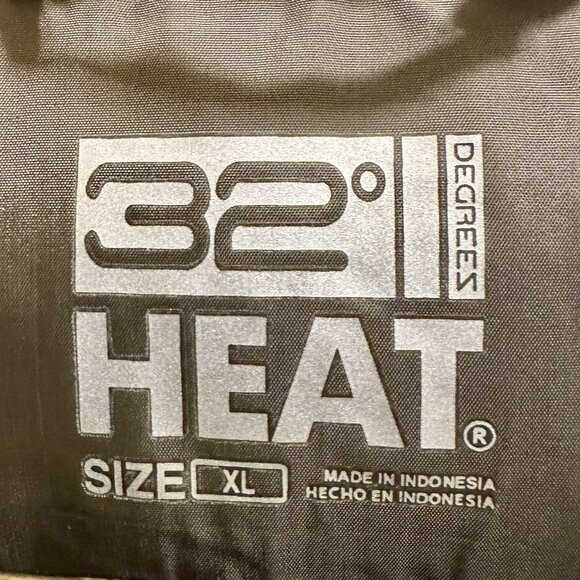 32° DEGREES
HEAT®
SIZE XL
MADE IN INDONESIA
HECHO EN INDONESIA